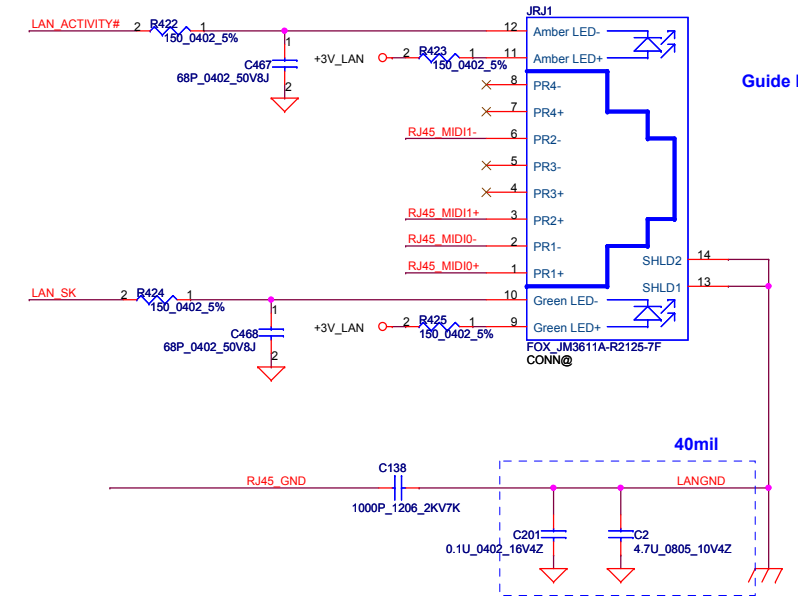 JRJ1
LAN_ACTIVITY# 2 R422 1 12 Amber LED-
150_0402_5%
1 +3V_LAN 2 R423 1 11 Amber LED+
C467 150_0402_5%
68P_0402_50V8J
2
8 PR4-
Guide
7 PR4+
RJ45_MIDI1- 6 PR2-
5 PR3-
4 PR3+
RJ45_MIDI1+ 3 PR2+
RJ45_MIDI0- 2 PR1-
SHLD2 14
RJ45_MIDI0+ 1 PR1+
SHLD1 13
LAN_SK 2 R424 1 10 Green LED-
150_0402_5%
1 +3V_LAN 2 R425 1 9 Green LED+
C468 150_0402_5%
68P_0402_50V8J
2
FOX_JM3611A-R2125-7F
CONN@
40mil
C138
RJ45_GND LANGND
1000P_1206_2KV7K
C201 C2
0.1U_0402_16V4Z 4.7U_0805_10V4Z